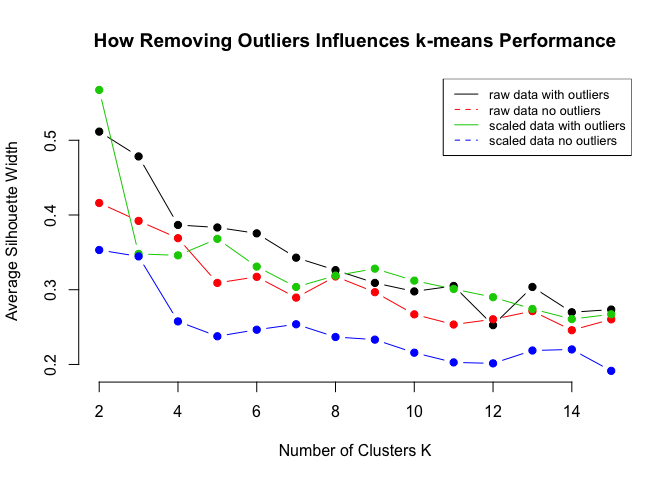 How Removing Outliers Influences k-means Performance
raw data with outliers
raw data no outliers
scaled data with outliers
scaled data no outliers
Average Silhouette Width
0.5
0.4
0.3
0.2
2 4 6 8 10 12 14
Number of Clusters K